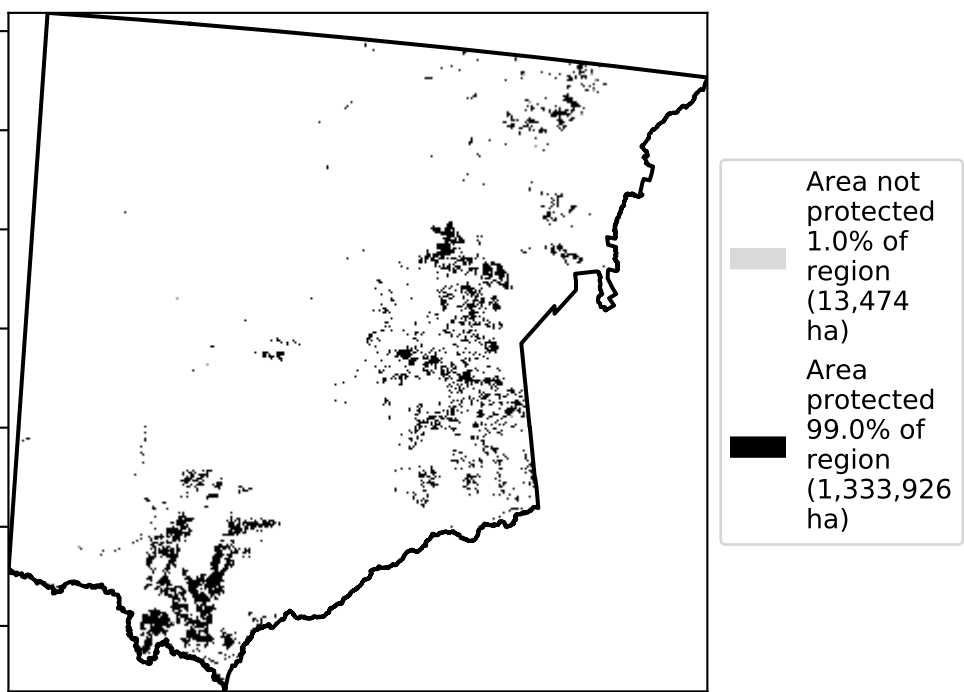 Area not
protected
1.0% of
region
(13,474
ha)
Area
protected
99.0% of
region
(1,333,926
ha)